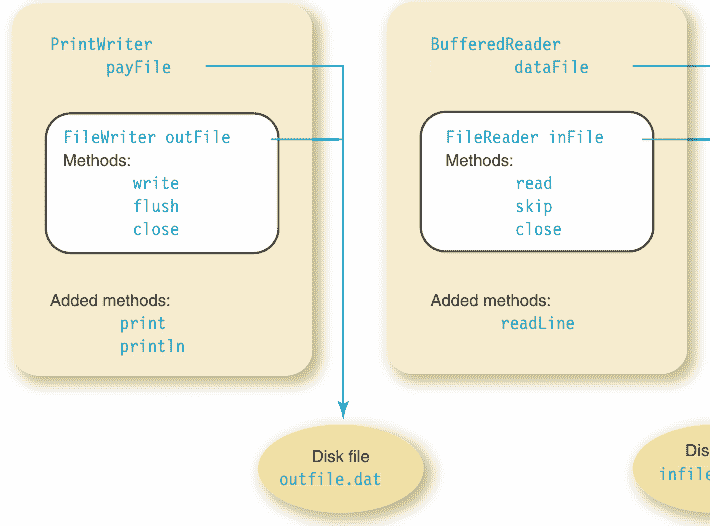 PrintWriter
payFile
FileWriter outFile
Methods:
write
flush
close
Added methods:
print
println
Disk file
outfile.dat
BufferedReader
dataFile
FileReader inFile
Methods:
read
skip
close
Added methods:
readLine